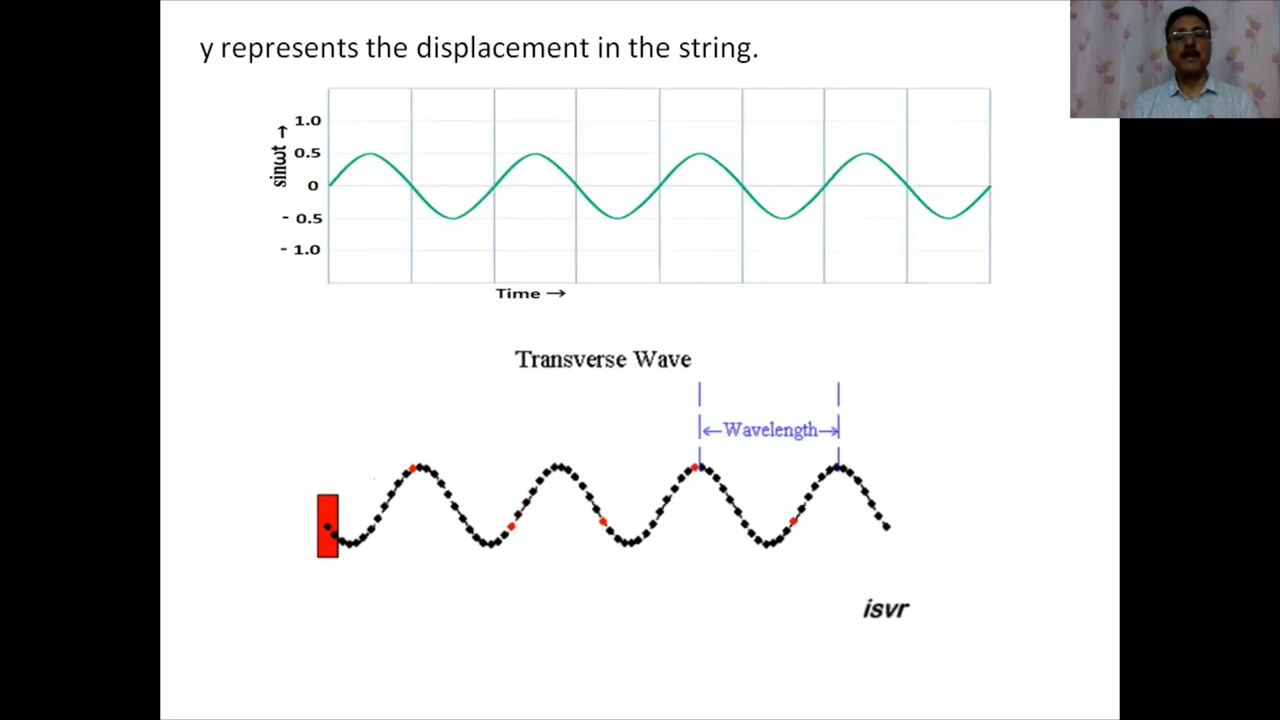 y represents the displacement in the string.
sinωt →
1.0
0.5
0
- 0.5
- 1.0
Time →
Transverse Wave
←Wavelength→
isvr